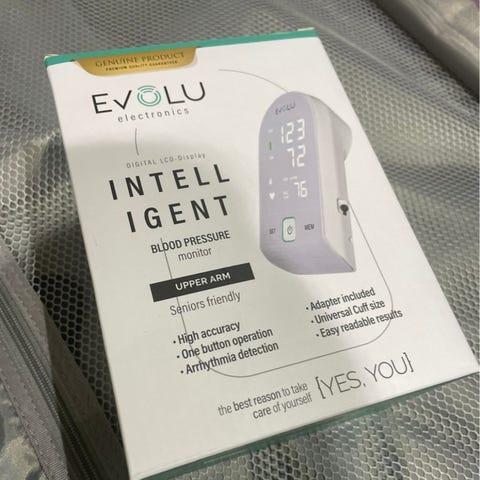 GENUINE PRODUCT
PREMIUM QUALITY GUARANTEED
EVOLU
electronics
DIGITAL LCD-Display
INTELL
IGENT
BLOOD PRESSURE
monitor
UPPER ARM
Seniors friendly
• High accuracy
• One button operation
• Arrhythmia detection
EVOLU
123
72
76
SET
MEM
• Adapter included
• Universal Cuff size
• Easy readable results
the best reason to take
care of yourself
{YES, YOU}